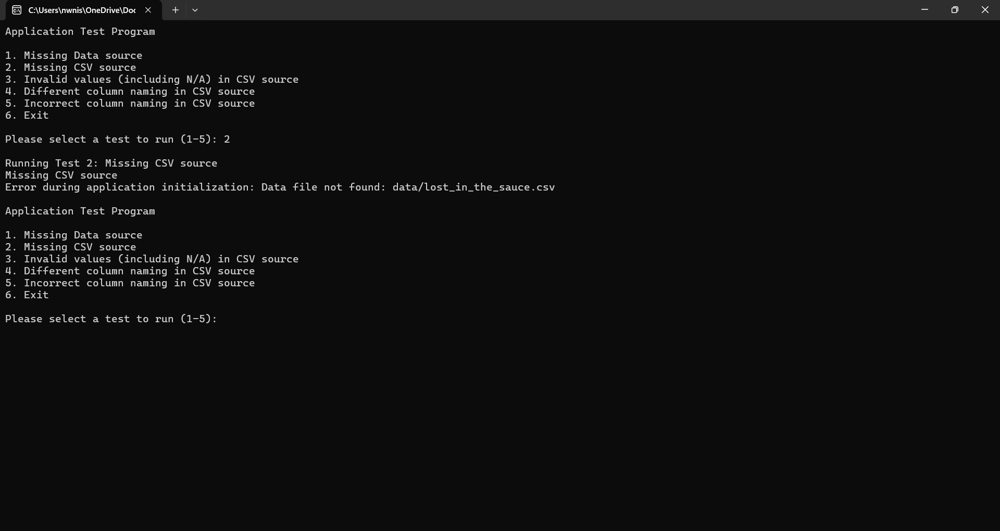 C:\Users\nwnis\OneDrive\Doc
Application Test Program
1. Missing Data source
2. Missing CSV source
3. Invalid values (including N/A) in CSV source
4. Different column naming in CSV source
5. Incorrect column naming in CSV source
6. Exit
Please select a test to run (1-5): 2
Running Test 2: Missing CSV source
Missing CSV source
Error during application initialization: Data file not found: data/lost_in_the_sauce.csv
Application Test Program
1. Missing Data source
2. Missing CSV source
3. Invalid values (including N/A) in CSV source
4. Different column naming in CSV source
5. Incorrect column naming in CSV source
6. Exit
Please select a test to run (1-5):